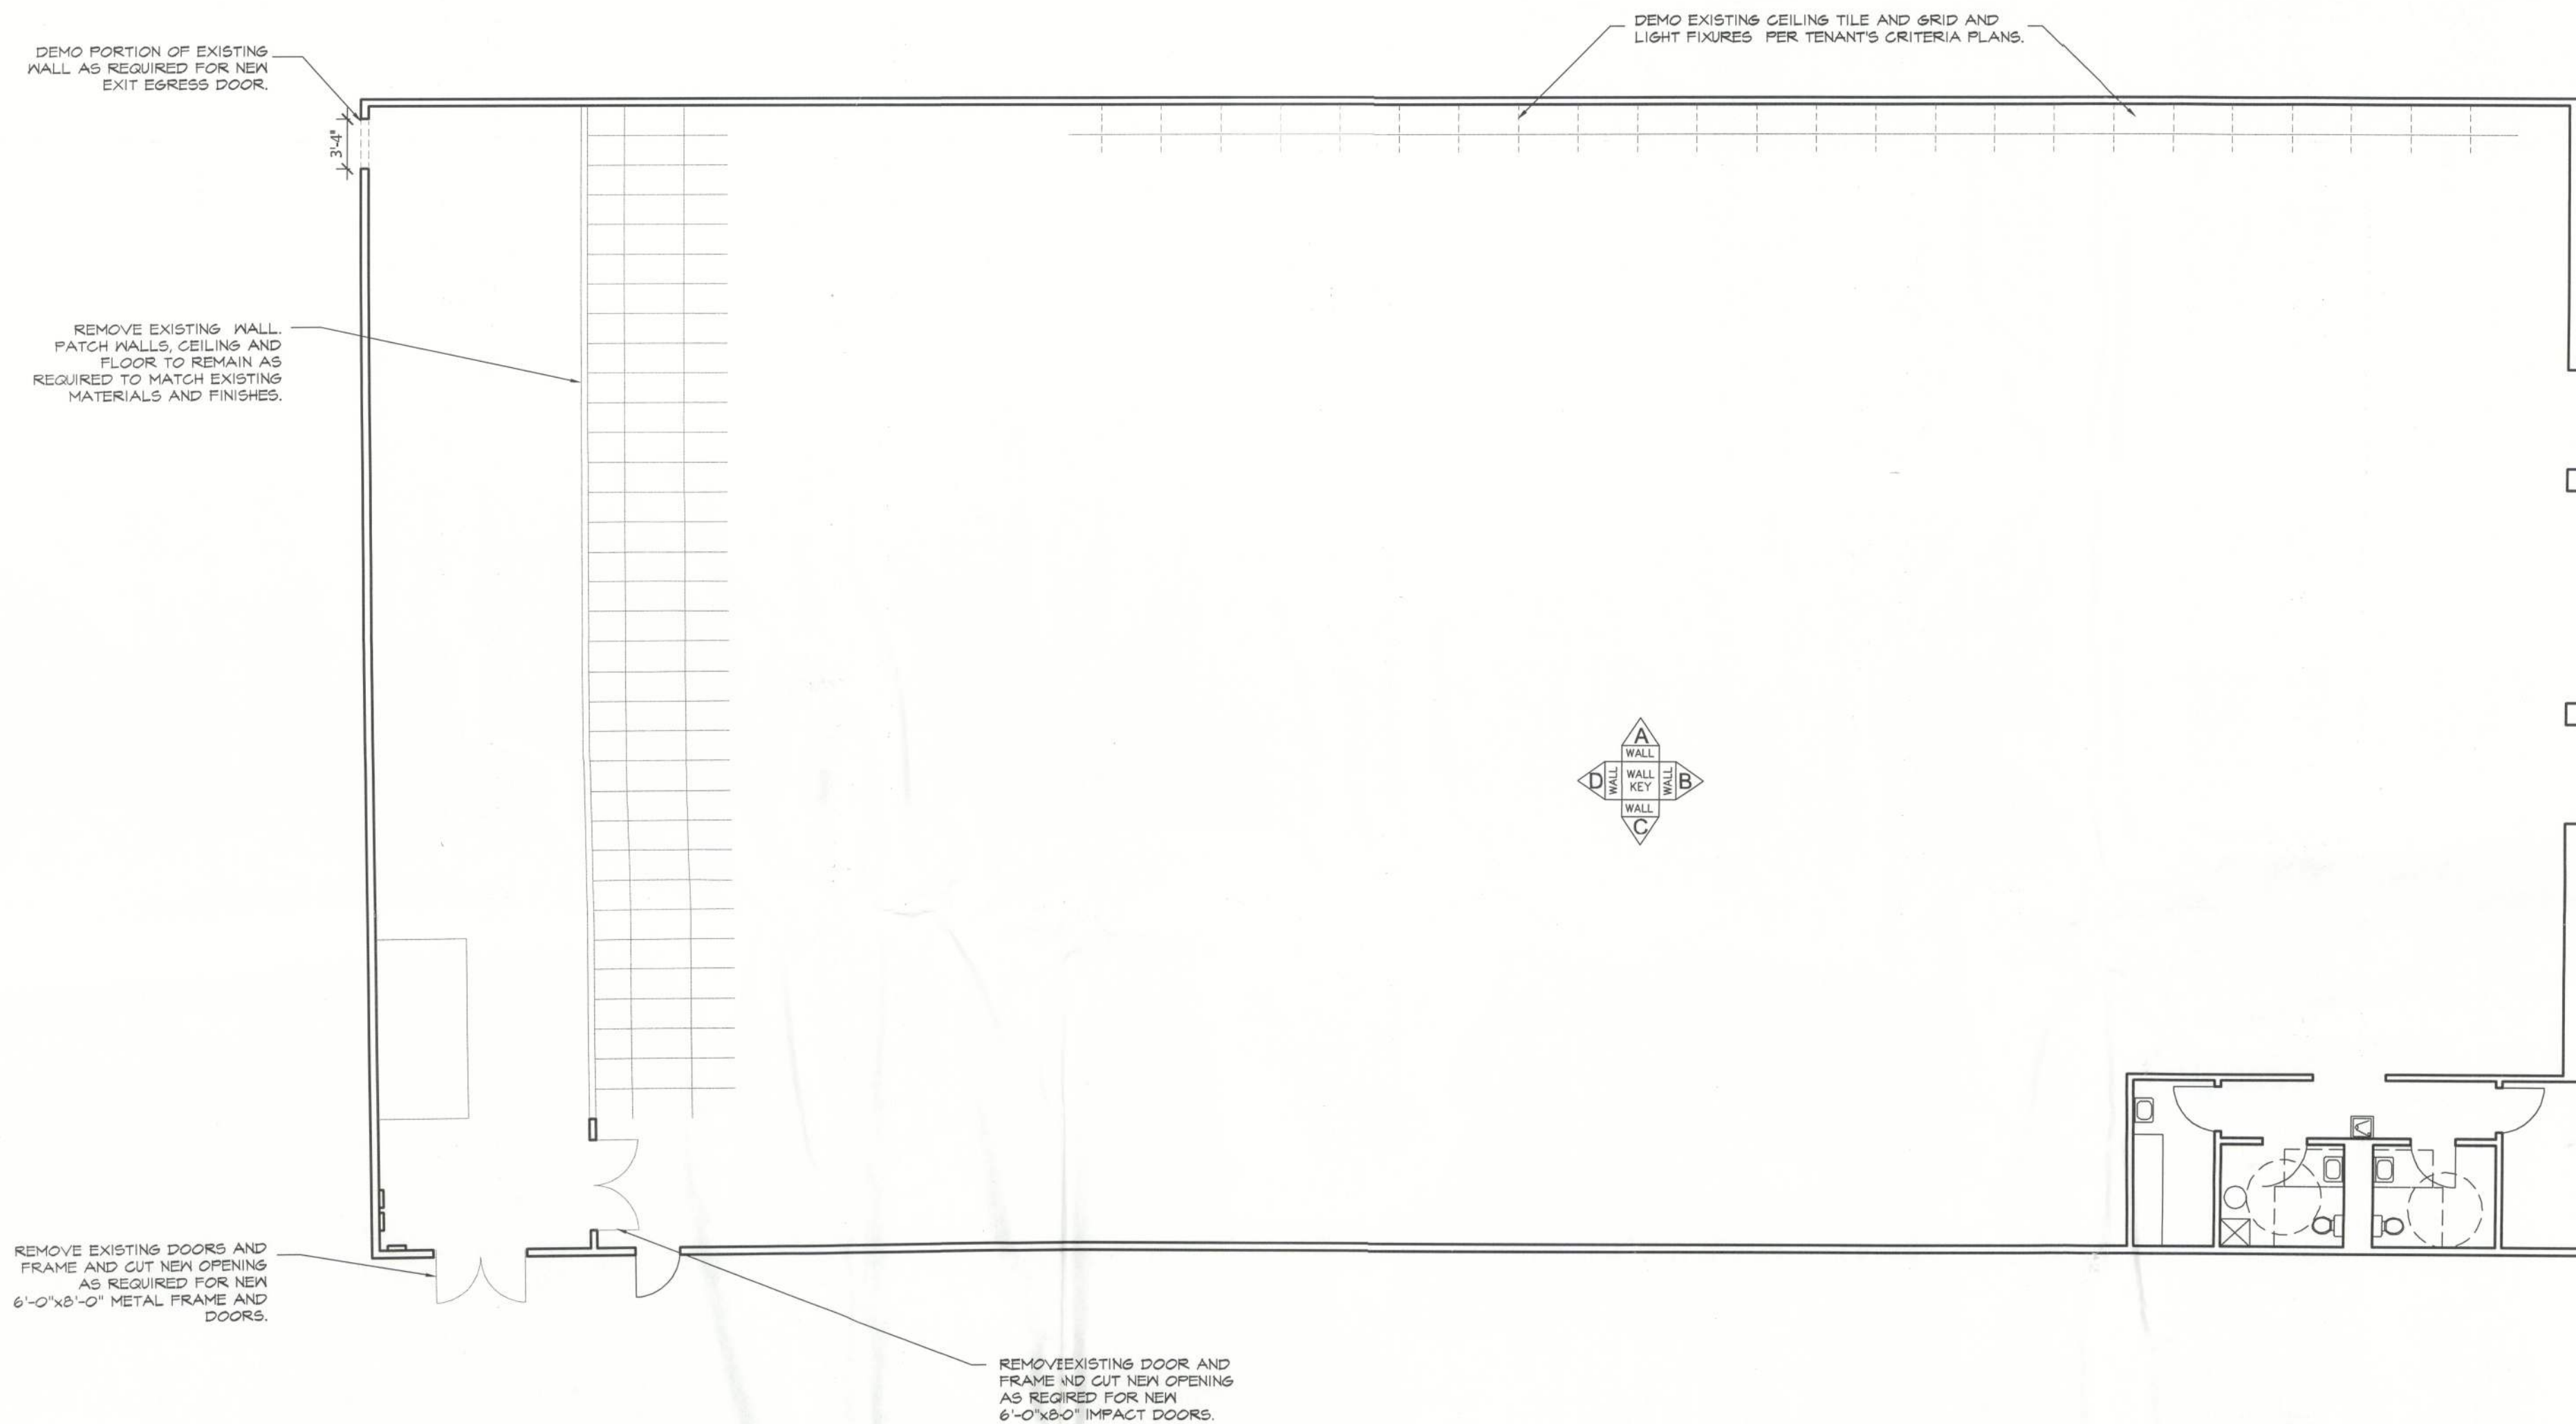 DEMO EXISTING CEILING TILE AND GRID AND
LIGHT FIXURES PER TENANT'S CRITERIA PLANS.
DEMO PORTION OF EXISTING
WALL AS REQUIRED FOR NEW
EXIT EGRESS DOOR.
3'-4"
REMOVE EXISTING WALL.
PATCH WALLS, CEILING AND
FLOOR TO REMAIN AS
REQUIRED TO MATCH EXISTING
MATERIALS AND FINISHES.
A
WALL
D WALL WALL KEY WALL B
WALL
C
REMOVE EXISTING DOORS AND
FRAME AND CUT NEW OPENING
AS REQUIRED FOR NEW
6'-0"x8'-0" METAL FRAME AND
DOORS.
REMOVEEXISTING DOOR AND
FRAME ND CUT NEW OPENING
AS REQIRED FOR NEW
6'-0"x8-0" IMPACT DOORS.